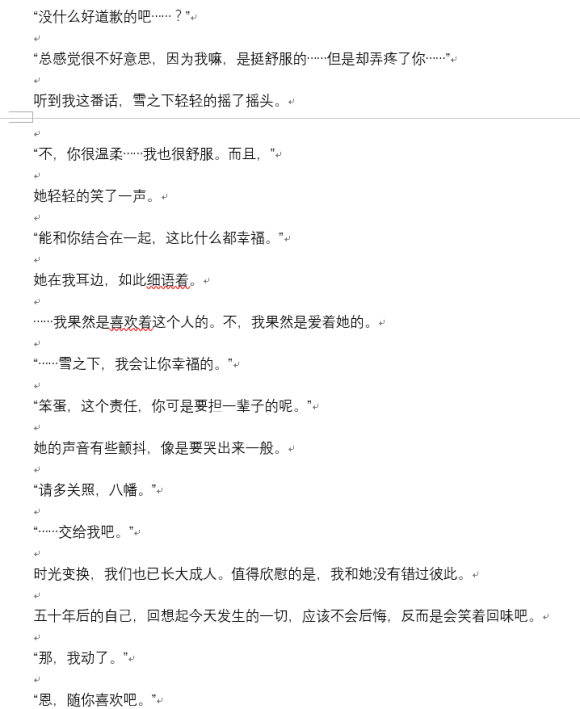 “没什么好道歉的吧……？”
“总感觉很不好意思，因为我嘛，是挺舒服的……但是却弄疼了你……”
听到我这番话，雪之下轻轻的摇了摇头。
“不，你很温柔……我也很舒服。而且，”
她轻轻的笑了一声。
“能和你结合在一起，这比什么都幸福。”
她在我耳边，如此细语着。
……我果然是喜欢着这个人的。不，我果然是爱着她的。
“……雪之下，我会让你幸福的。”
“笨蛋，这个责任，你可是要担一辈子的呢。”
她的声音有些颤抖，像是要哭出来一般。
“请多关照，八幡。”
“……交给我吧。”
时光变换，我们也已长大成人。值得欣慰的是，我和她没有错过彼此。
五十年后的自己，回想起今天发生的一切，应该不会后悔，反而是会笑着回味吧。
“那，我动了。”
“恩，随你喜欢吧。”